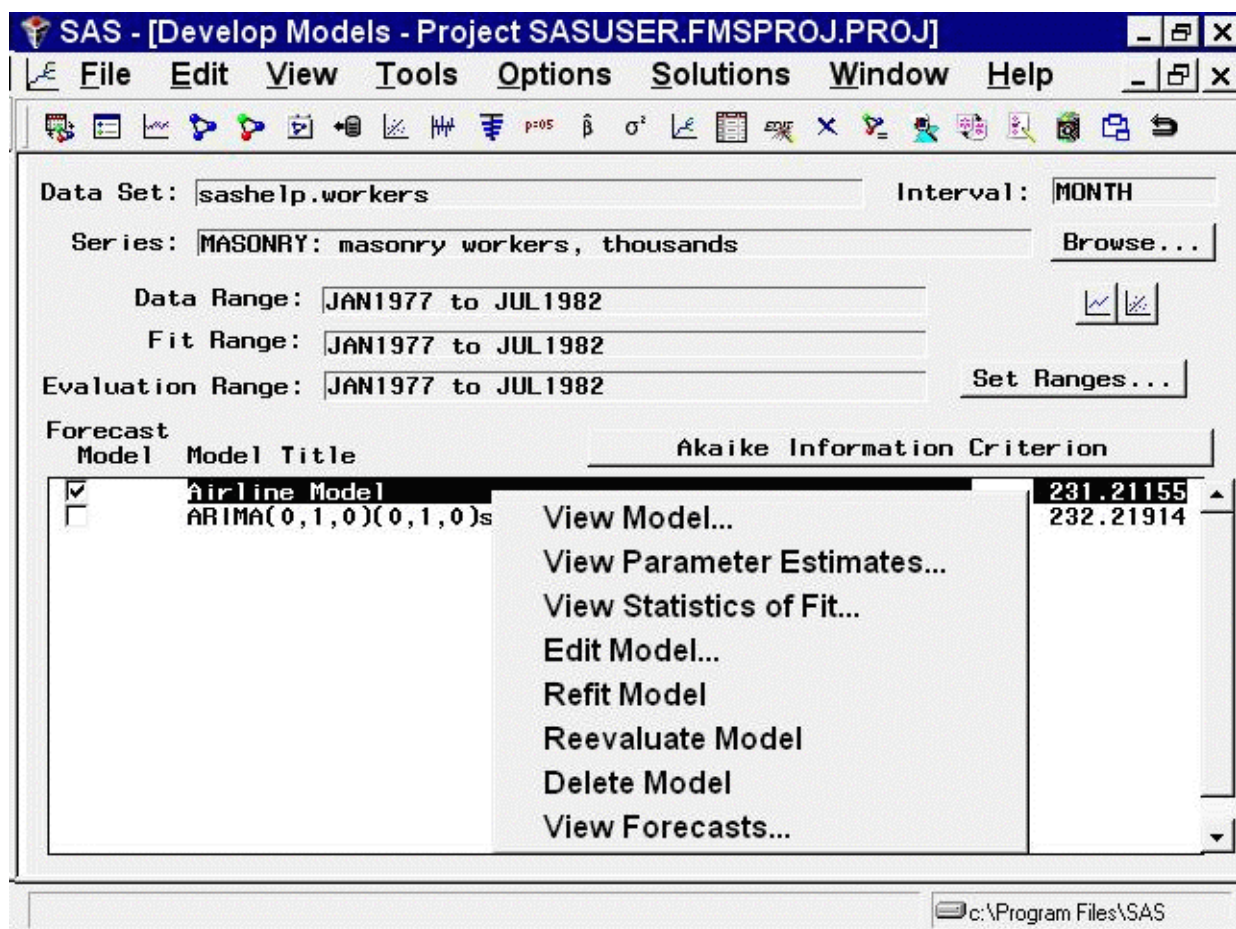 SAS - [Develop Models - Project SASUSER.FMSPROJ.PROJ]
File Edit View Tools Options Solutions Window Help
p=05 β̂ σ²
Data Set: sashelp.workers Interval: MONTH
Series: MASONRY: masonry workers, thousands Browse...
Data Range: JAN1977 to JUL1982
Fit Range: JAN1977 to JUL1982
Evaluation Range: JAN1977 to JUL1982 Set Ranges...
Forecast
Model Model Title Akaike Information Criterion
Airline Model 231.21155
ARIMA(0,1,0)(0,1,0)s 232.21914
View Model...
View Parameter Estimates...
View Statistics of Fit...
Edit Model...
Refit Model
Reevaluate Model
Delete Model
View Forecasts...
c:\Program Files\SAS